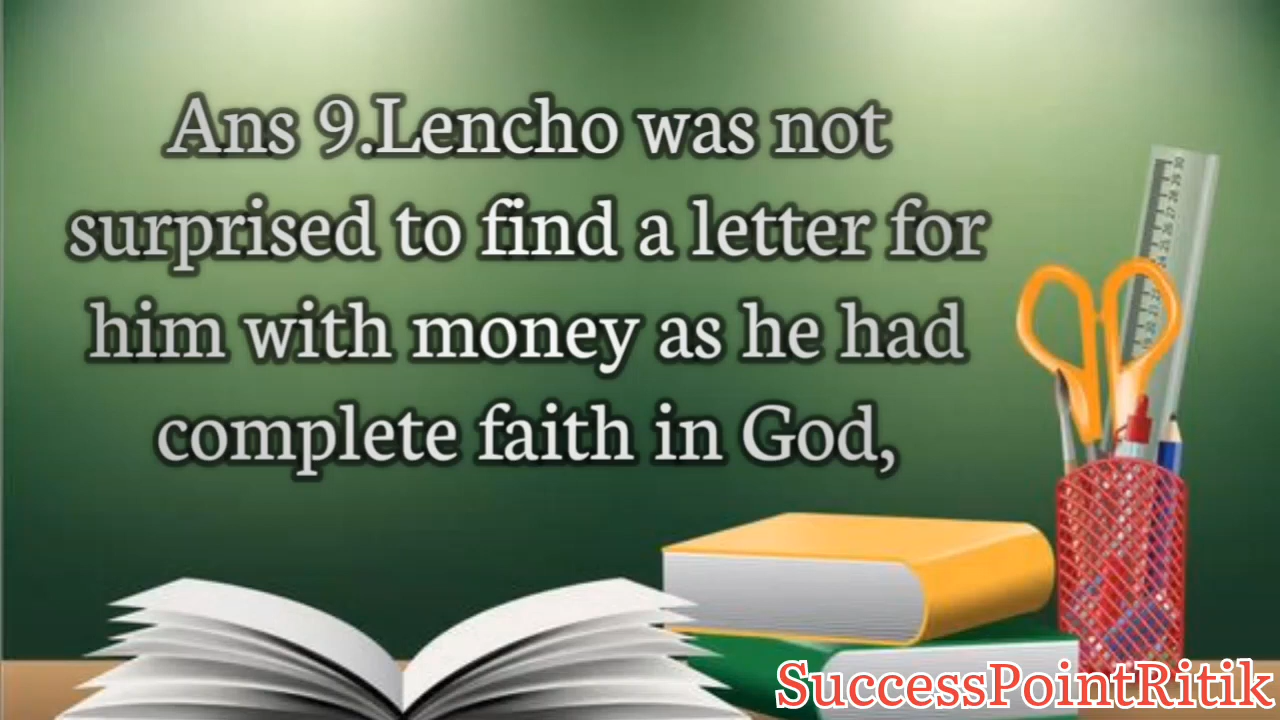 Ans 9.Lencho was not
surprised to find a letter for
him with money as he had
complete faith in God,
SuccessPointRitik